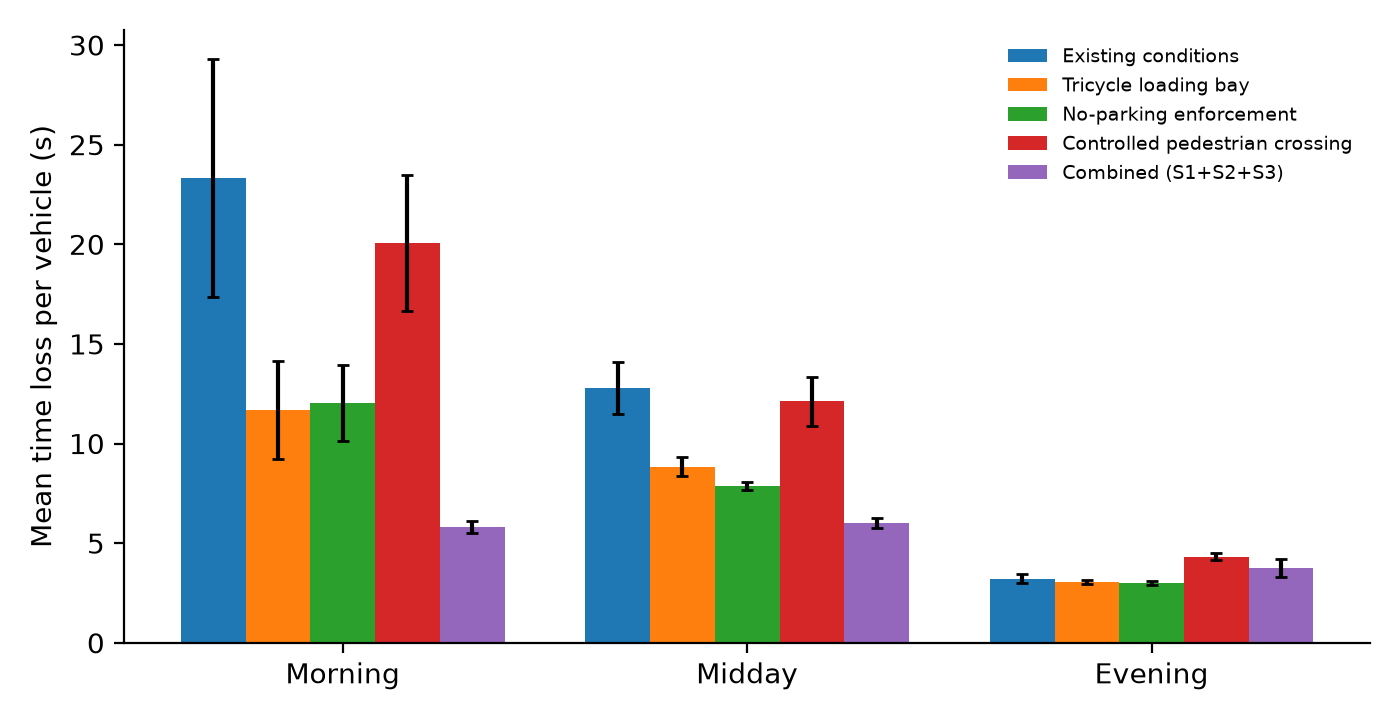 Mean time loss per vehicle (s)
30
25
20
15
10
5
0
Morning
Midday
Evening
Existing conditions
Tricycle loading bay
No-parking enforcement
Controlled pedestrian crossing
Combined (S1+S2+S3)